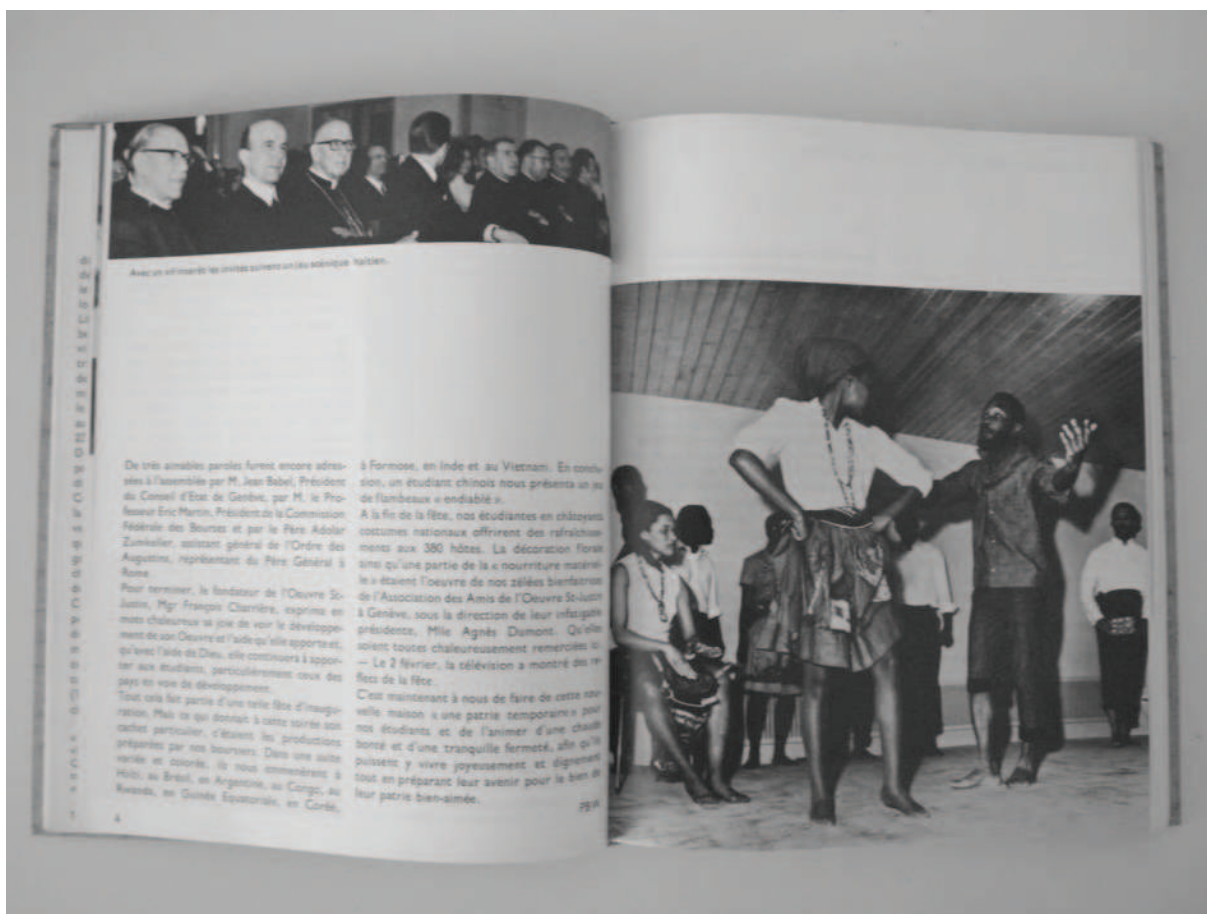 Avec un vif intérêt les invités suivent un jeu scénique haïtien.
De très aimables paroles furent encore adres-
sées à l'assemblée par M. Jean Babel, Président
du Conseil d'Etat de Genève, par M. le Pro-
fesseur Eric Martin, Président de la Commission
Fédérale des Bourses et par le Père Adolar
Zumkeller, assistant général de l'Ordre des
Augustins, représentant du Père Général à
Rome.
Pour terminer, le fondateur de l'Oeuvre St-
Justin, Mgr François Charrière, exprima en
mots chaleureux sa joie de voir le développe-
ment de son Oeuvre et l'aide qu'elle apporte et,
qu'avec l'aide de Dieu, elle continuera à appor-
ter aux étudiants, particulièrement ceux des
pays en voie de développement.
Tout cela fait partie d'une telle fête d'inaugu-
ration. Mais ce qui donnait à cette soirée son
cachet particulier, c'étaient les productions
préparées par nos boursiers. Dans une suite
variée et colorée, ils nous emmenèrent à
Haïti, au Brésil, en Argentine, au Congo, au
Rwanda, en Guinée Equatoriale, en Corée,
6
à Formose, en Inde et au Vietnam. En conclu-
sion, un étudiant chinois nous présenta un jeu
de flambeaux « endiablé ».
A la fin de la fête, nos étudiantes en châtoyants
costumes nationaux offrirent des rafraîchisse-
ments aux 380 hôtes. La décoration florale
ainsi qu'une partie de la « nourriture matériel-
le » étaient l'oeuvre de nos zélées bienfaitrices
de l'Association des Amis de l'Oeuvre St-Justin
à Genève, sous la direction de leur infatigable
présidente, Mlle Agnès Dumont. Qu'elles
soient toutes chaleureusement remerciées ici.
— Le 2 février, la télévision a montré des re-
flets de la fête.
C'est maintenant à nous de faire de cette nou-
velle maison « une patrie temporaire » pour
nos étudiants et de l'animer d'une chaude
bonté et d'une tranquille fermeté, afin qu'ils
puissent y vivre joyeusement et dignement
tout en préparant leur avenir pour le bien de
leur patrie bien-aimée.